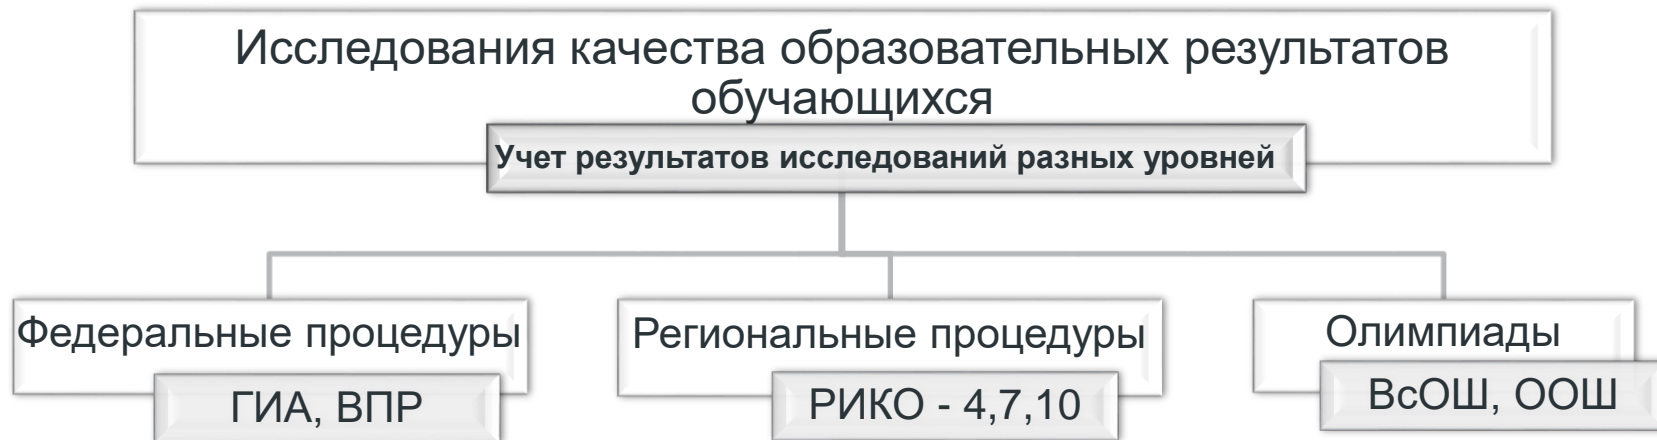 Исследования качества образовательных результатов
обучающихся
Учет результатов исследований разных уровней
Федеральные процедуры
ГИА, ВПР
Региональные процедуры
РИКО - 4,7,10
Олимпиады
ВсОШ, ООШ